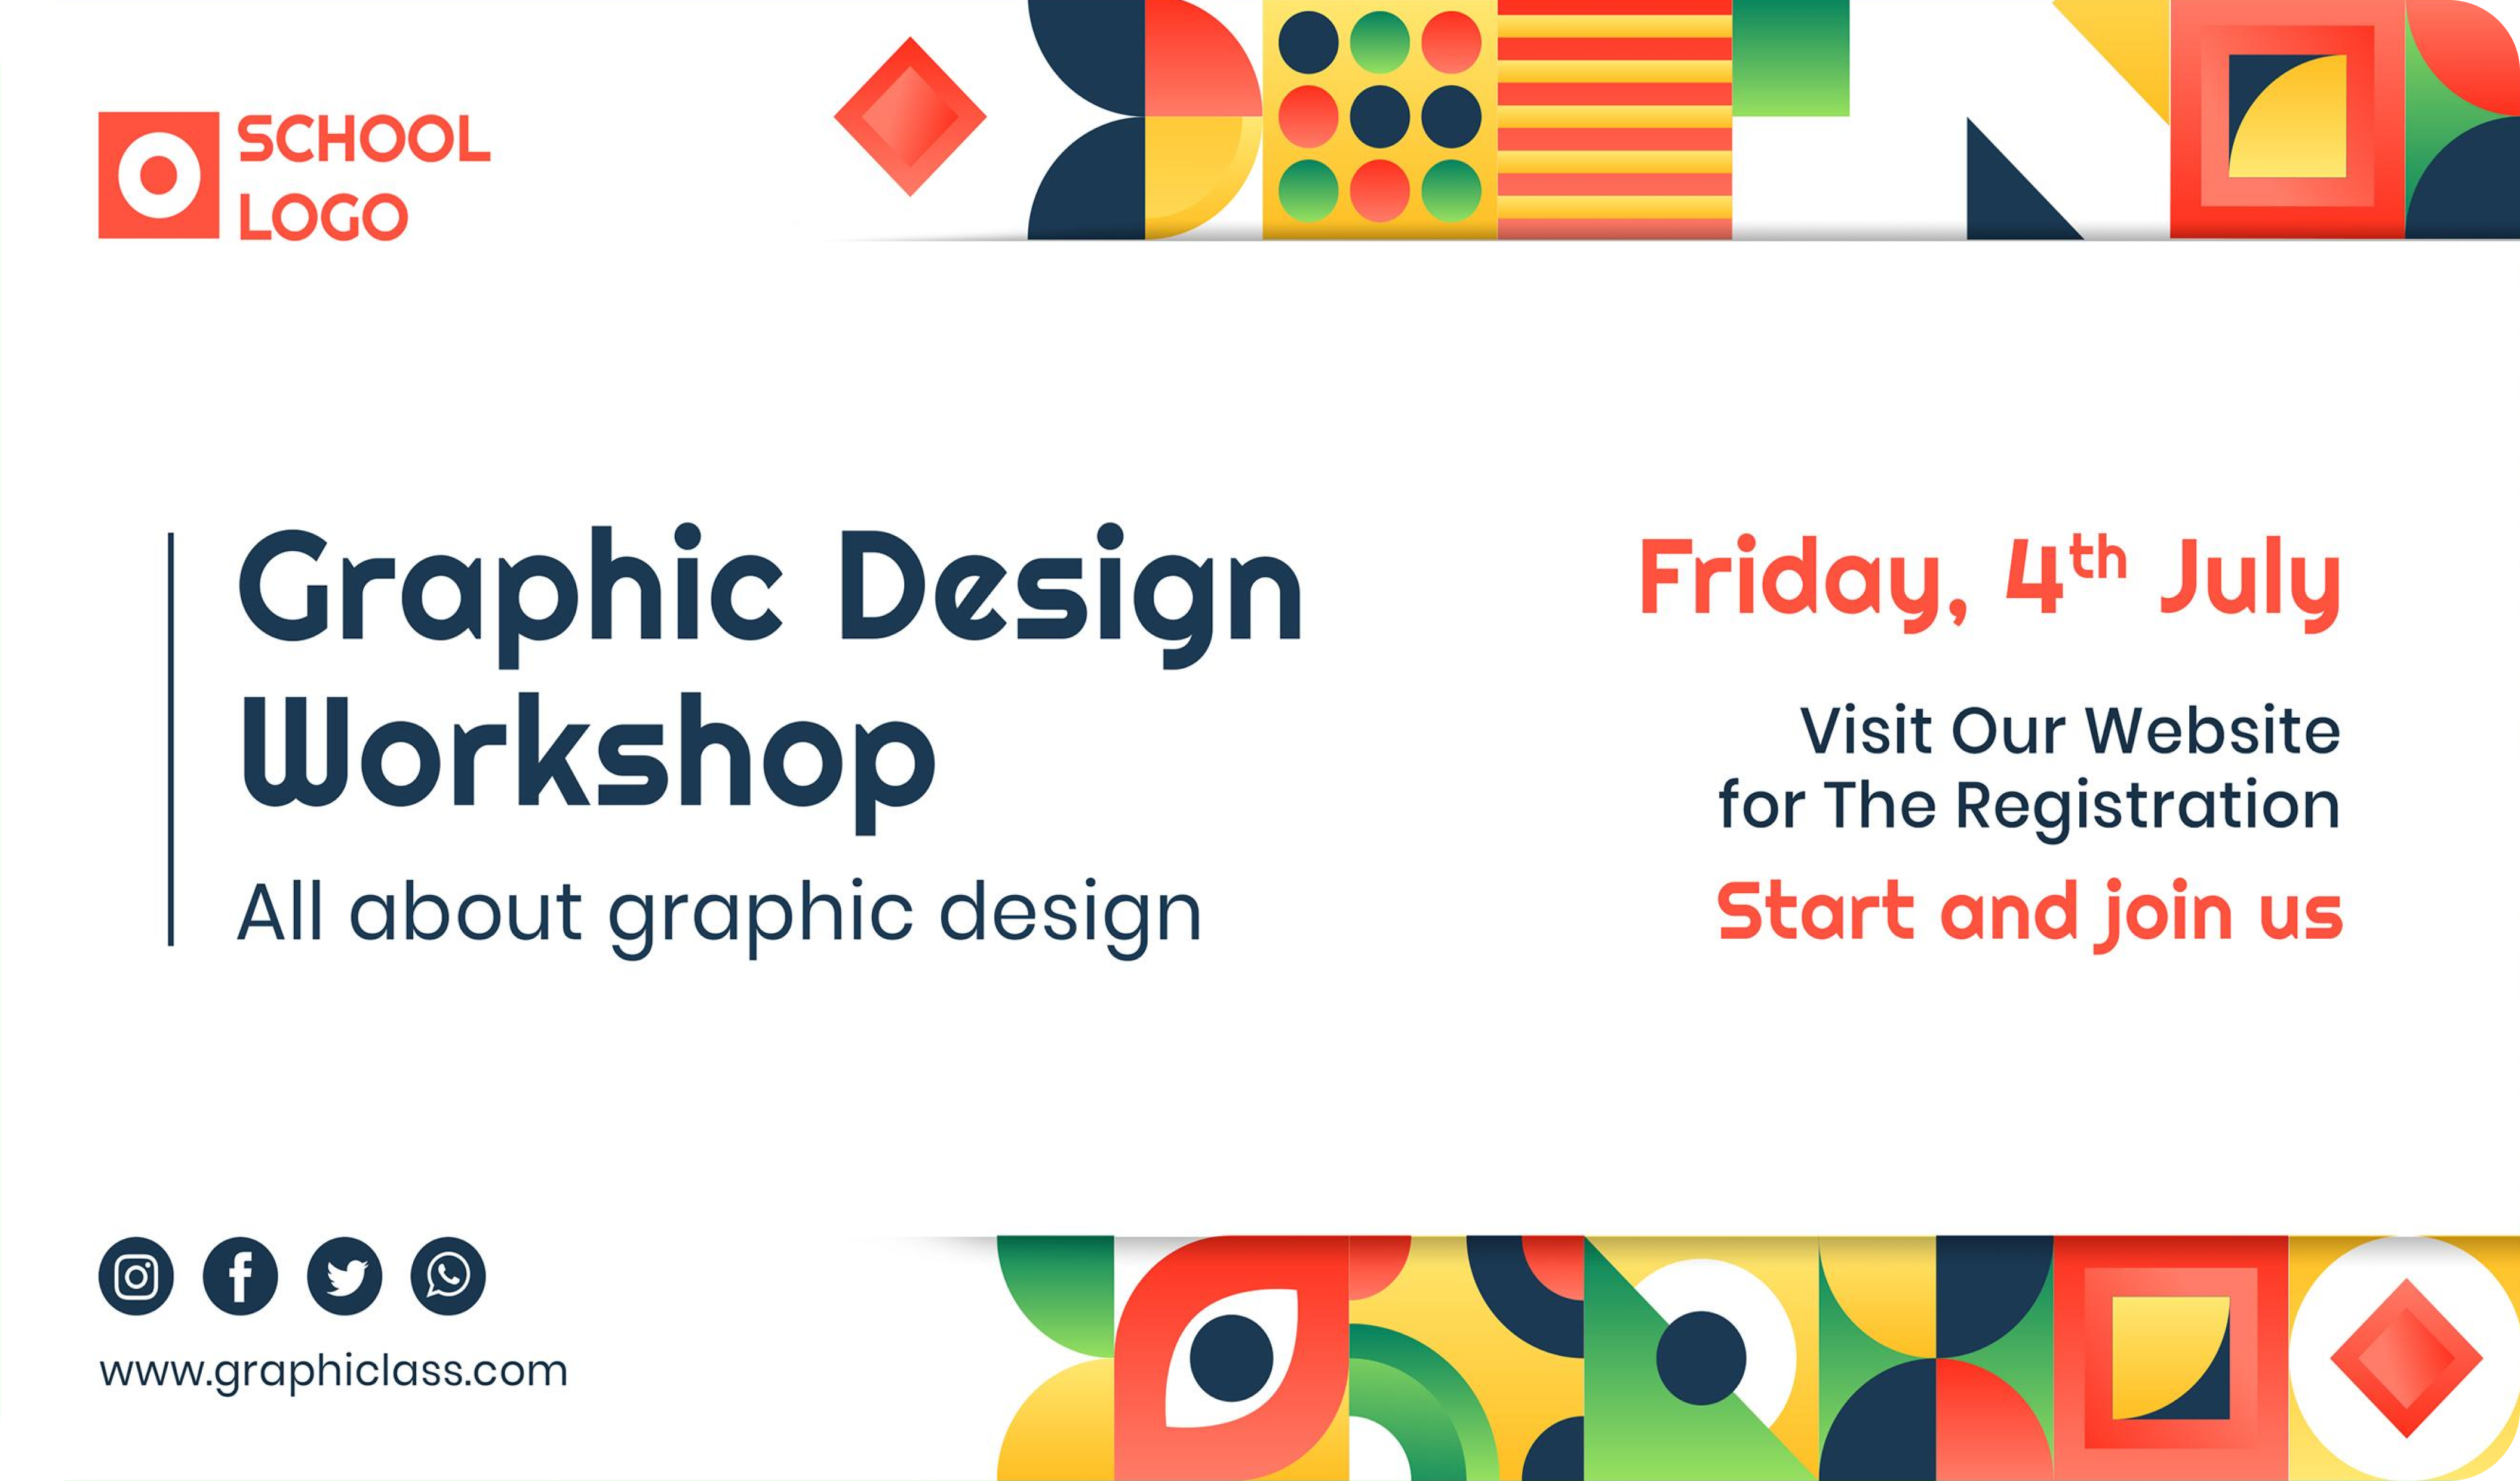 SCHOOL
LOGO
Graphic Design
Workshop
All about graphic design
Friday, 4th July
Visit Our Website
for The Registration
Start and join us
www.graphiclass.com